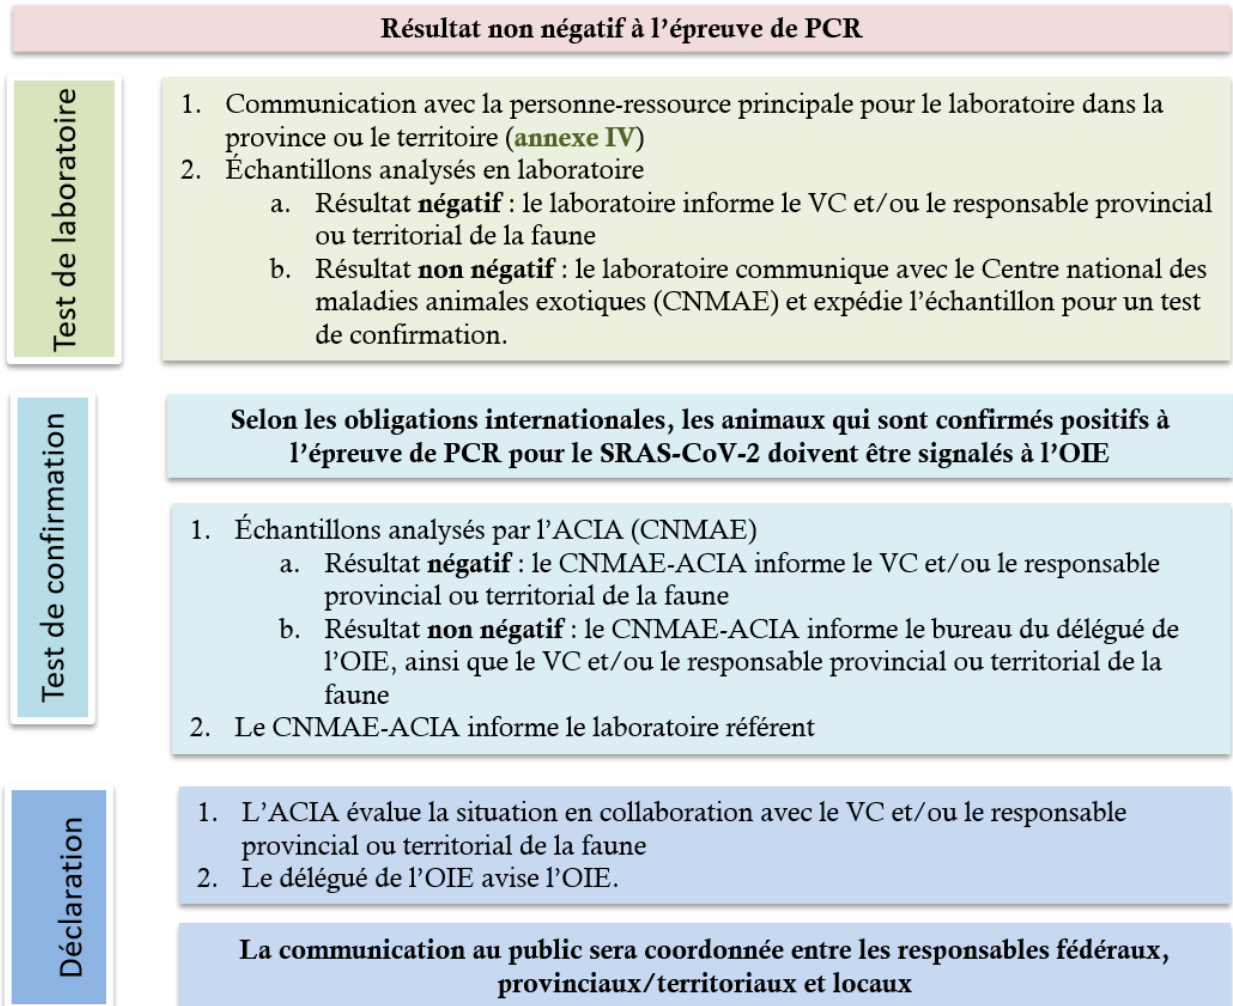 Résultat non négatif à l’épreuve de PCR
Test de laboratoire
1. Communication avec la personne-ressource principale pour le laboratoire dans la
province ou le territoire (annexe IV)
2. Échantillons analysés en laboratoire
a. Résultat négatif : le laboratoire informe le VC et/ou le responsable provincial
ou territorial de la faune
b. Résultat non négatif : le laboratoire communique avec le Centre national des
maladies animales exotiques (CNMAE) et expédie l’échantillon pour un test
de confirmation.
Test de confirmation
Selon les obligations internationales, les animaux qui sont confirmés positifs à
l’épreuve de PCR pour le SRAS-CoV-2 doivent être signalés à l’OIE
1. Échantillons analysés par l’ACIA (CNMAE)
a. Résultat négatif : le CNMAE-ACIA informe le VC et/ou le responsable
provincial ou territorial de la faune
b. Résultat non négatif : le CNMAE-ACIA informe le bureau du délégué de
l’OIE, ainsi que le VC et/ou le responsable provincial ou territorial de la
faune
2. Le CNMAE-ACIA informe le laboratoire référent
Déclaration
1. L’ACIA évalue la situation en collaboration avec le VC et/ou le responsable
provincial ou territorial de la faune
2. Le délégué de l’OIE avise l’OIE.
La communication au public sera coordonnée entre les responsables fédéraux,
provinciaux/territoriaux et locaux